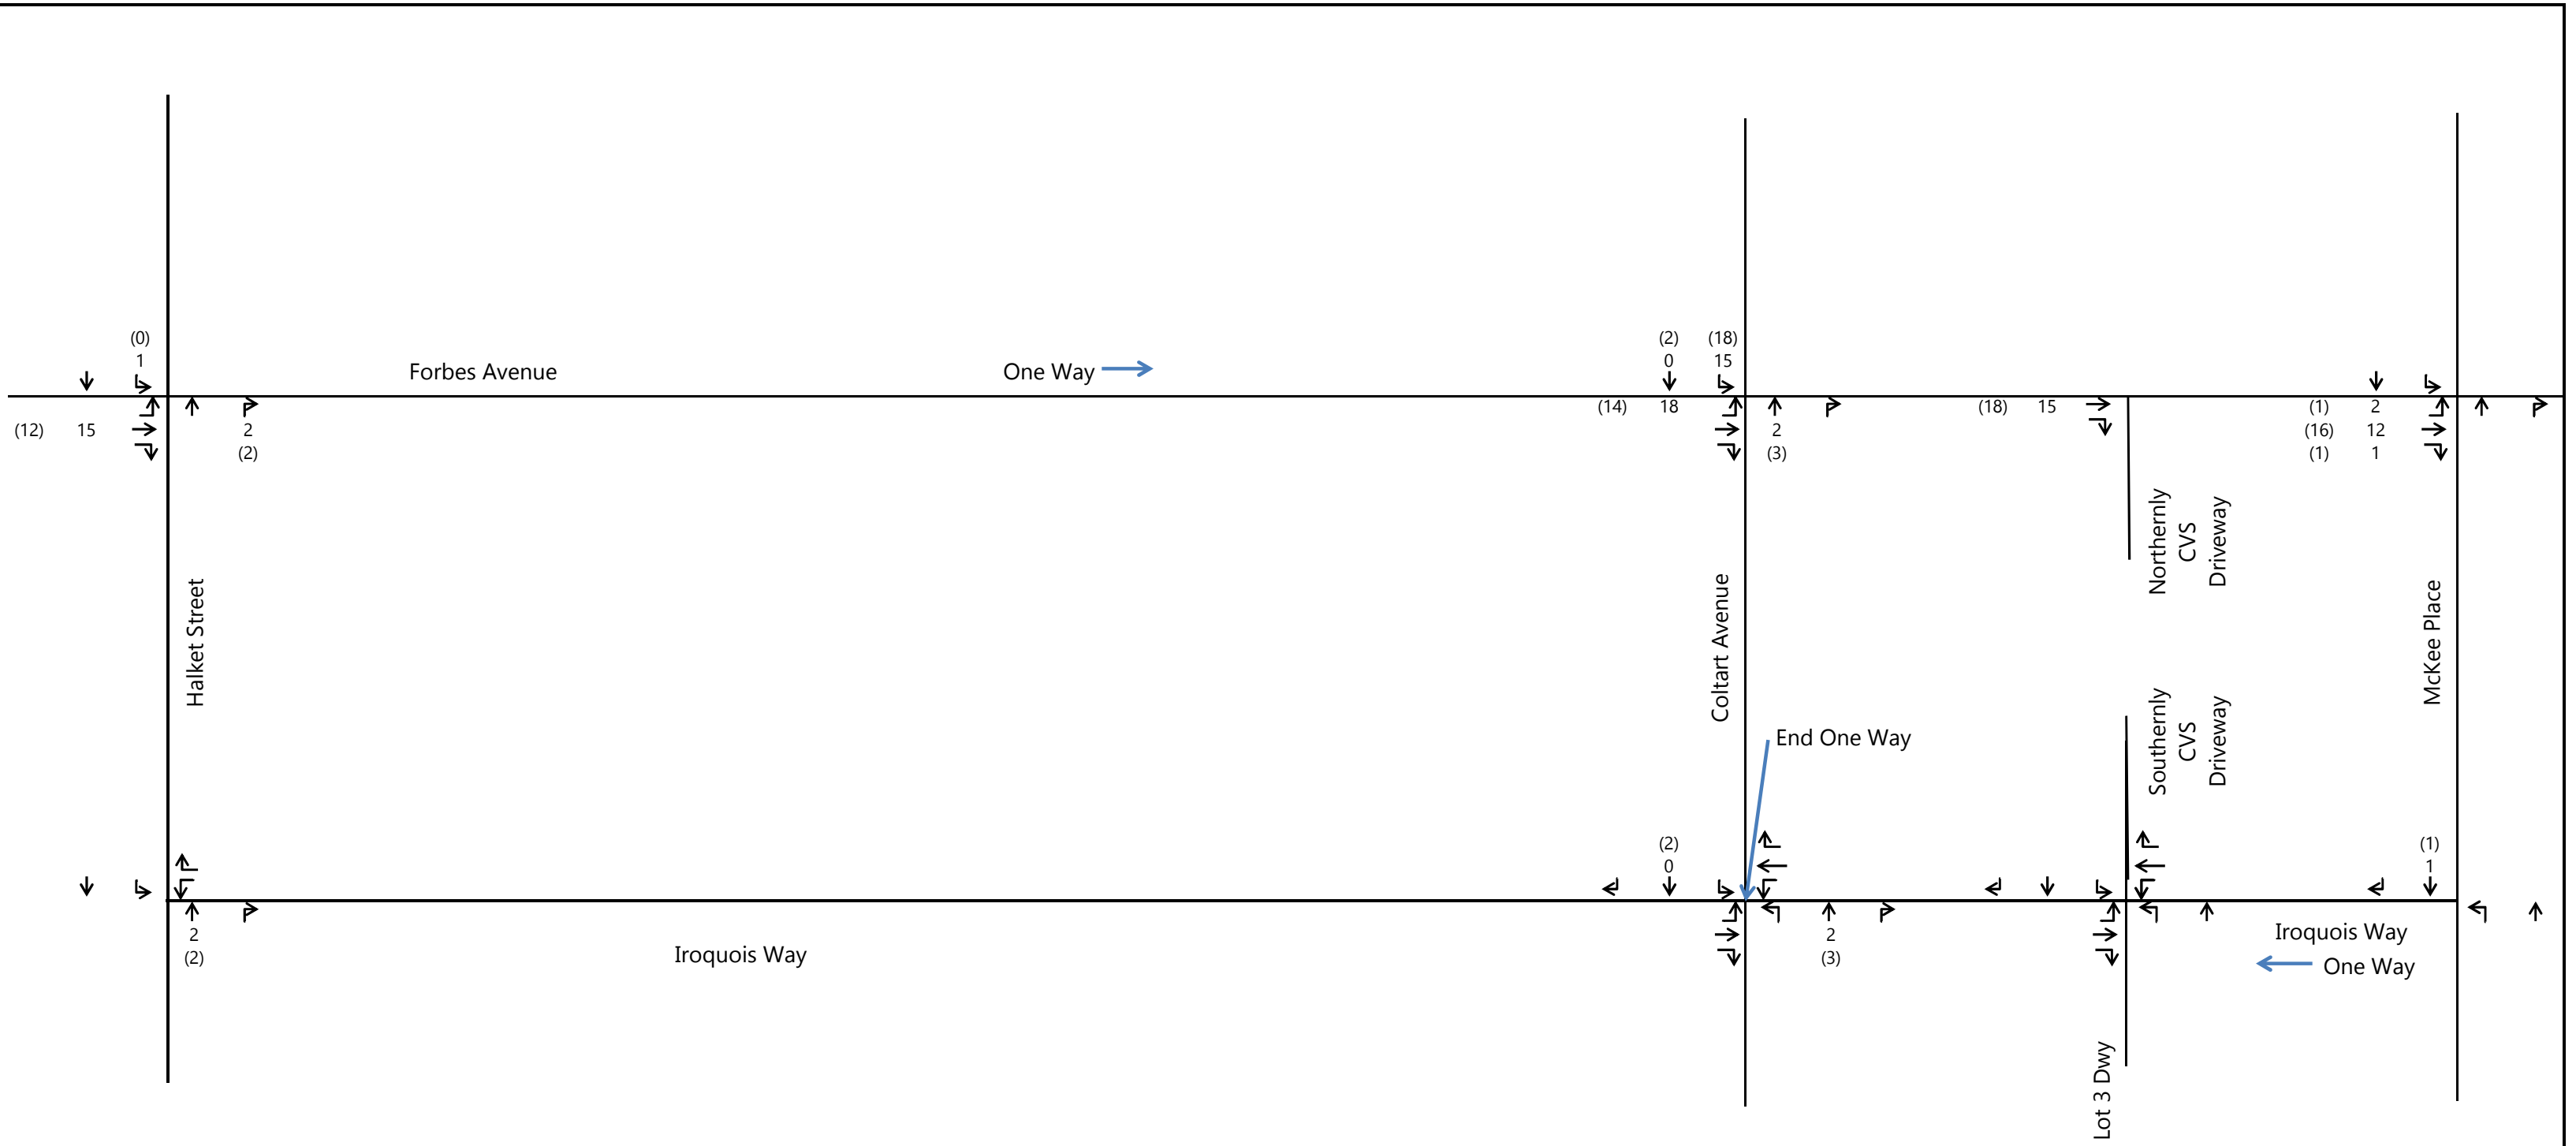 (0)
1
(2) (18)
0 15
Forbes Avenue
One Way
(14) 18
(18) 15
(1) 2
(12) 15
2
2
(16) 12
(2)
(3)
(1) 1
Northernly
CVS
Driveway
Halket Street
Coltart Avenue
McKee Place
Southernly
CVS
Driveway
End One Way
(2)
0
(1)
1
2
(2)
Iroquois Way
2
(3)
Iroquois Way
One Way
Lot 3 Dwy